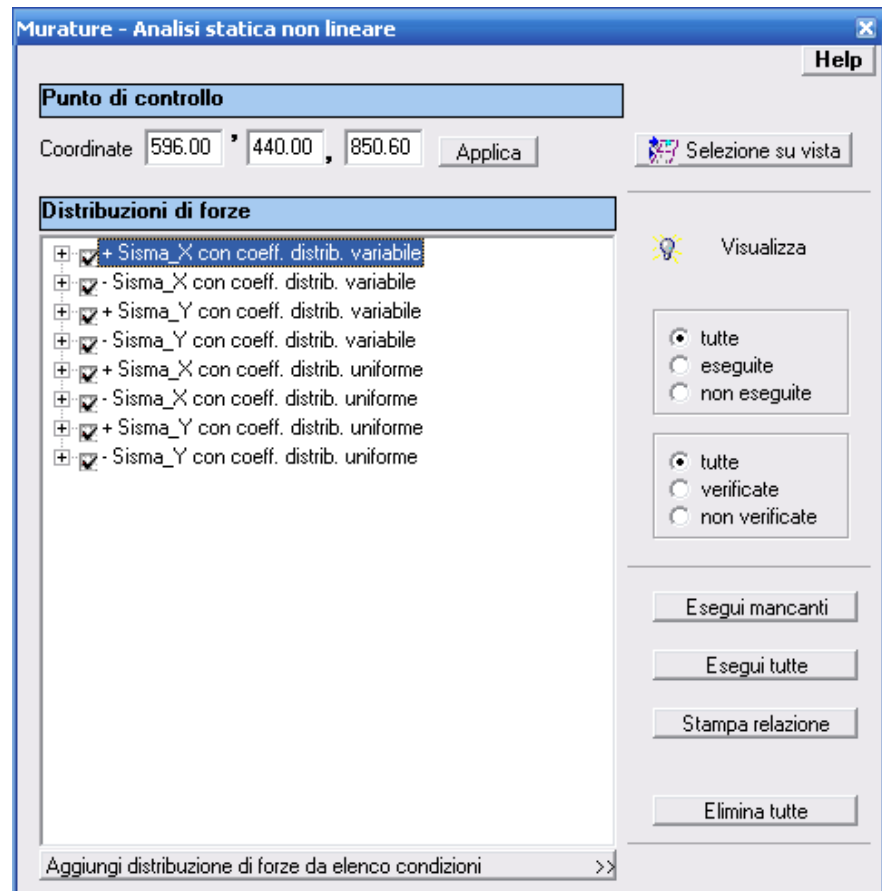 Murature - Analisi statica non lineare
Help
Punto di controllo
Coordinate 596.00 , 440.00 , 850.60 Applica
Selezione su vista
Distribuzioni di forze
+ Sisma_X con coeff. distrib. variabile
- Sisma_X con coeff. distrib. variabile
+ Sisma_Y con coeff. distrib. variabile
- Sisma_Y con coeff. distrib. variabile
+ Sisma_X con coeff. distrib. uniforme
- Sisma_X con coeff. distrib. uniforme
+ Sisma_Y con coeff. distrib. uniforme
- Sisma_Y con coeff. distrib. uniforme
Aggiungi distribuzione di forze da elenco condizioni >>
Visualizza
tutte
eseguite
non eseguite
tutte
verificate
non verificate
Esegui mancanti
Esegui tutte
Stampa relazione
Elimina tutte